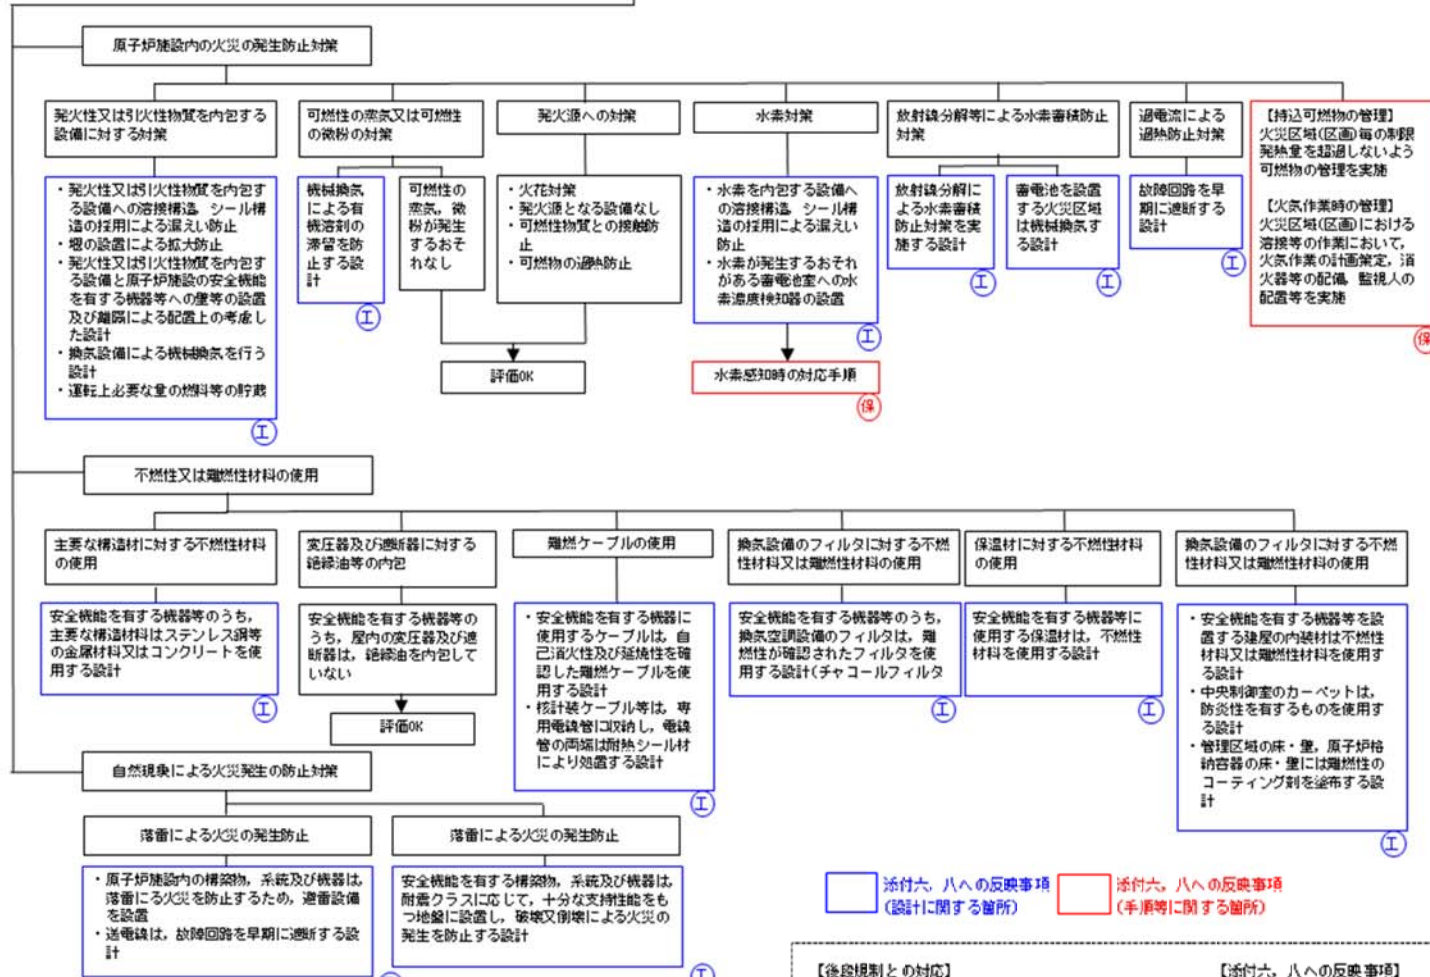 原子炉施設内の火災の発生防止対策
発火性又は引火性物質を内包する
設備に対する対策
可燃性の蒸気又は可燃性
の微粉の対策
発火源への対策
水素対策
放射線分解等による水素蓄積防止
対策
過電流による
過熱防止対策
【持込可燃物の管理】
火災区域(区画)毎の制限
発熱量を超過しないよう
可燃物の管理を実施
【火気作業時の管理】
火災区域(区画)における
溶接等の作業において,
火気作業の計画策定,消
火器等の配備,監視人の
配置等を実施
保
・発火性又は引火性物質を内包す
る設備への溶接構造,シール構
造の採用による漏えい防止
・堰の設置による拡大防止
・発火性又は引火性物質を内包す
る設備と原子炉施設の安全機能
を有する機器等への壁等の設置
及び離隔による配置上の考慮し
た設計
・換気設備による機械換気を行う
設計
・運転上必要な量の燃料等の貯蔵
工
機械換気
による有
機溶剤の
滞留を防
止する設
計
工
可燃性の
蒸気,微
粉が発生
するおそ
れなし
・火花対策
・発火源となる設備なし
・可燃性物質との接触防
止
・可燃物の過熱防止
評価OK
・水素を内包する設備へ
の溶接構造,シール構
造の採用による漏えい
防止
・水素が発生するおそれ
がある蓄電池室への水
素濃度検知器の設置
工
水素感知時の対応手順
保
放射線分解に
よる水素蓄積
防止対策を実
施する設計
工
蓄電池を設置
する火災区域
は機械換気す
る設計
工
故障回路を早
期に遮断する
設計
工
不燃性又は難燃性材料の使用
主要な構造材に対する不燃性材料
の使用
変圧器及び遮断器に対する
絶縁油等の内包
難燃ケーブルの使用
換気設備のフィルタに対する不燃
性材料又は難燃性材料の使用
保温材に対する不燃性材料
の使用
換気設備のフィルタに対する不燃
性材料又は難燃性材料の使用
安全機能を有する機器等のうち,
主要な構造材料はステンレス鋼等
の金属材料又はコンクリートを使
用する設計
工
安全機能を有する機器等の
うち,屋内の変圧器及び遮
断器は,絶縁油を内包して
いない
評価OK
・安全機能を有する機器に
使用するケーブルは,自
己消火性及び延焼性を確
認した難燃ケーブルを使
用する設計
・核計装ケーブル等は,専
用電線管に収納し,電線
管の両端は耐熱シール材
により処置する設計
工
安全機能を有する機器等のうち,
換気空調設備のフィルタは,難
燃性が確認されたフィルタを使
用する設計(チャコールフィルタ
工
安全機能を有する機器等に
使用する保温材は,不燃性
材料を使用する設計
工
・安全機能を有する機器等を設
置する建屋の内装材は不燃性
材料又は難燃性材料を使用す
る設計
・中央制御室のカーペットは,
防炎性を有するものを使用す
る設計
・管理区域の床・壁,原子炉格
納容器の床・壁には難燃性の
コーティング剤を塗布する設
計
工
自然現象による火災発生の防止対策
落雷による火災の発生防止
落雷による火災の発生防止
・原子炉施設内の構築物,系統及び機器は,
落雷にる火災を防止するため,避雷設備
を設置
・送電線は,故障回路を早期に遮断する設
計
安全機能を有する構築物,系統及び機器は,
耐震クラスに応じて,十分な支持性能をも
つ地盤に設置し,破壊又倒壊による火災の
発生を防止する設計
工
添付六,八への反映事項
(設計に関する箇所)
添付六,八への反映事項
(手順等に関する箇所)
【後段規制との対応】
【添付六,八への反映事項】